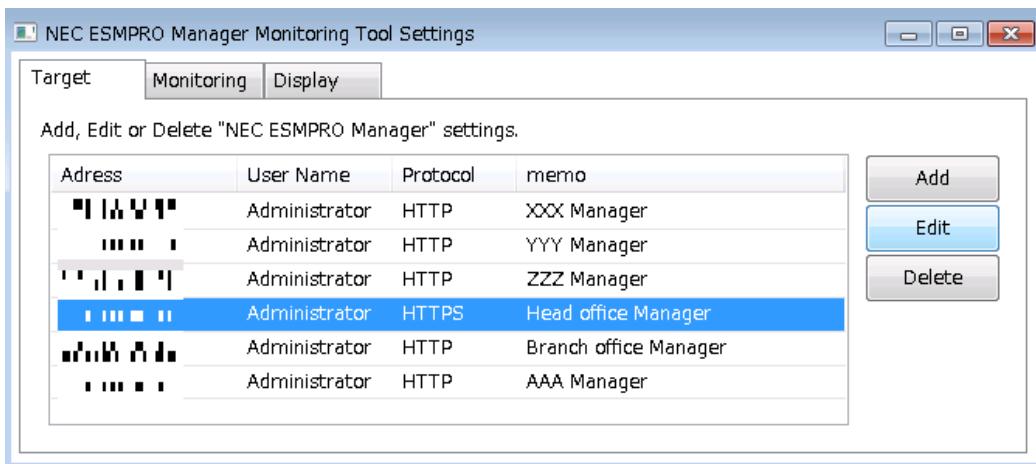 NEC ESMPRO Manager Monitoring Tool Settings
Target Monitoring Display
Add, Edit or Delete "NEC ESMPRO Manager" settings.
Adress User Name Protocol memo
Administrator HTTP XXX Manager
Administrator HTTP YYY Manager
Administrator HTTP ZZZ Manager
Administrator HTTPS Head office Manager
Administrator HTTP Branch office Manager
Administrator HTTP AAA Manager
Add
Edit
Delete